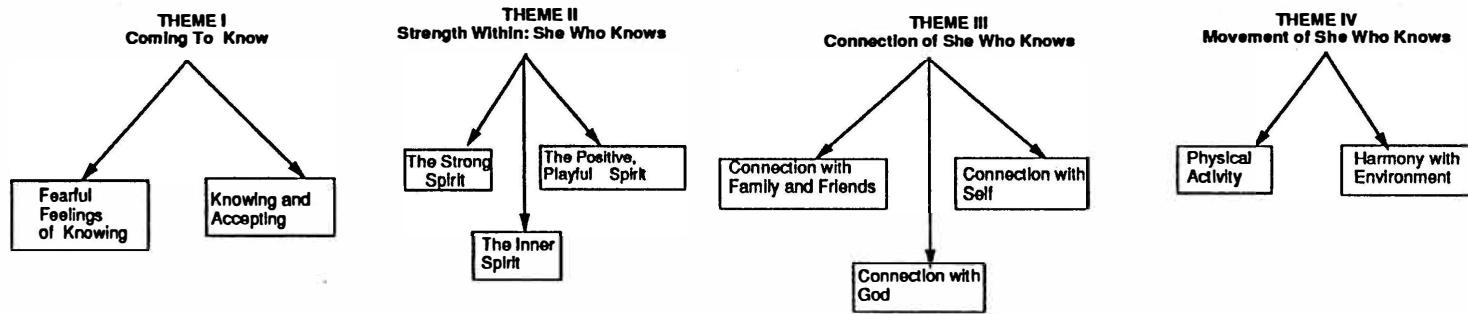 THEME I
Coming To Know
Fearful
Feelings
of Knowing
Knowing and
Accepting
THEME II
Strength Within: She Who Knows
The Strong
Spirit
The Inner
Spirit
The Positive,
Playful Spirit
THEME III
Connection of She Who Knows
Connection with
Family and Friends
Connection with
God
Connection with
Self
THEME IV
Movement of She Who Knows
Physical
Activity
Harmony with
Environment